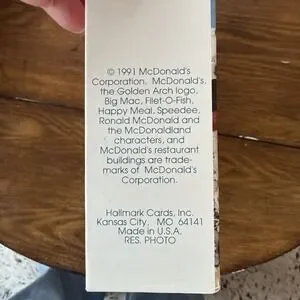 © 1991 McDonald's
Corporation. McDonald's,
the Golden Arch logo,
Big Mac, Filet-O-Fish,
Happy Meal, Speedee,
Ronald McDonald and
the McDonaldland
characters, and
McDonald's restaurant
buildings are trade-
marks of McDonald's
Corporation.
Hallmark Cards, Inc.
Kansas City, MO 64141
Made in U.S.A.
RES. PHOTO